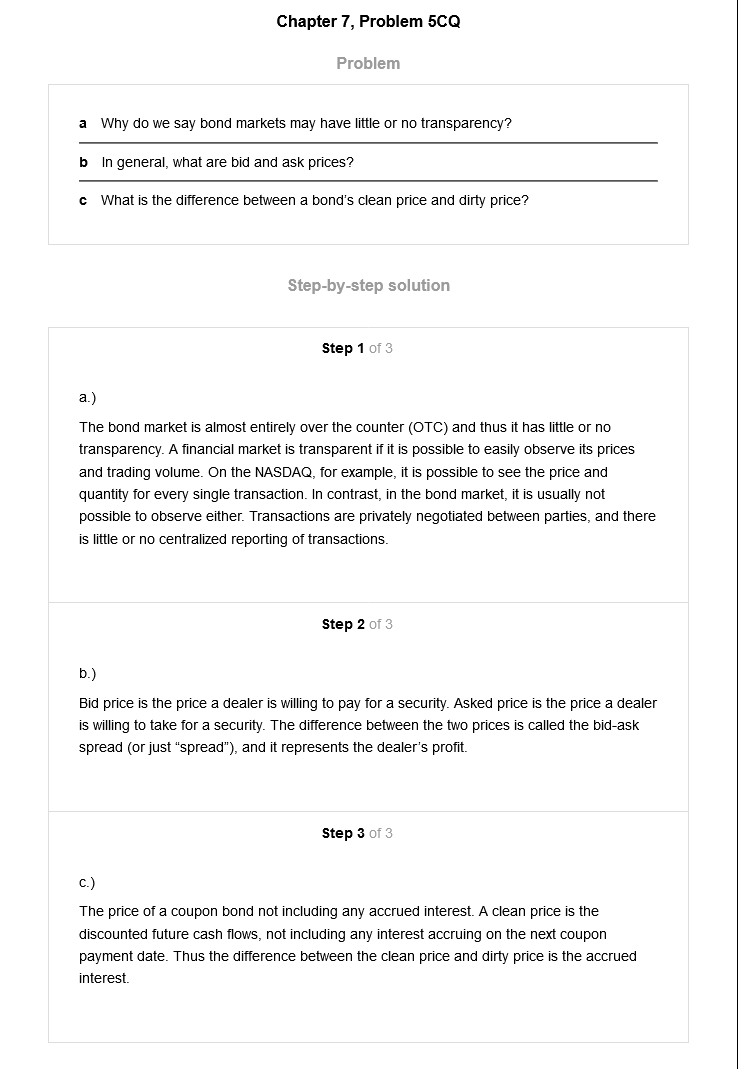 Chapter 7, Problem 5CQ
Problem
a Why do we say bond markets may have little or no transparency?
b In general, what are bid and ask prices?
c What is the difference between a bond's clean price and dirty price?
Step-by-step solution
Step 1 of 3
a.)
The bond market is almost entirely over the counter (OTC) and thus it has little or no
transparency. A financial market is transparent if it is possible to easily observe its prices
and trading volume. On the NASDAQ, for example, it is possible to see the price and
quantity for every single transaction. In contrast, in the bond market, it is usually not
possible to observe either. Transactions are privately negotiated between parties, and there
is little or no centralized reporting of transactions.
Step 2 of 3
b.)
Bid price is the price a dealer is willing to pay for a security. Asked price is the price a dealer
is willing to take for a security. The difference between the two prices is called the bid-ask
spread (or just “spread”), and it represents the dealer’s profit.
Step 3 of 3
c.)
The price of a coupon bond not including any accrued interest. A clean price is the
discounted future cash flows, not including any interest accruing on the next coupon
payment date. Thus the difference between the clean price and dirty price is the accrued
interest.